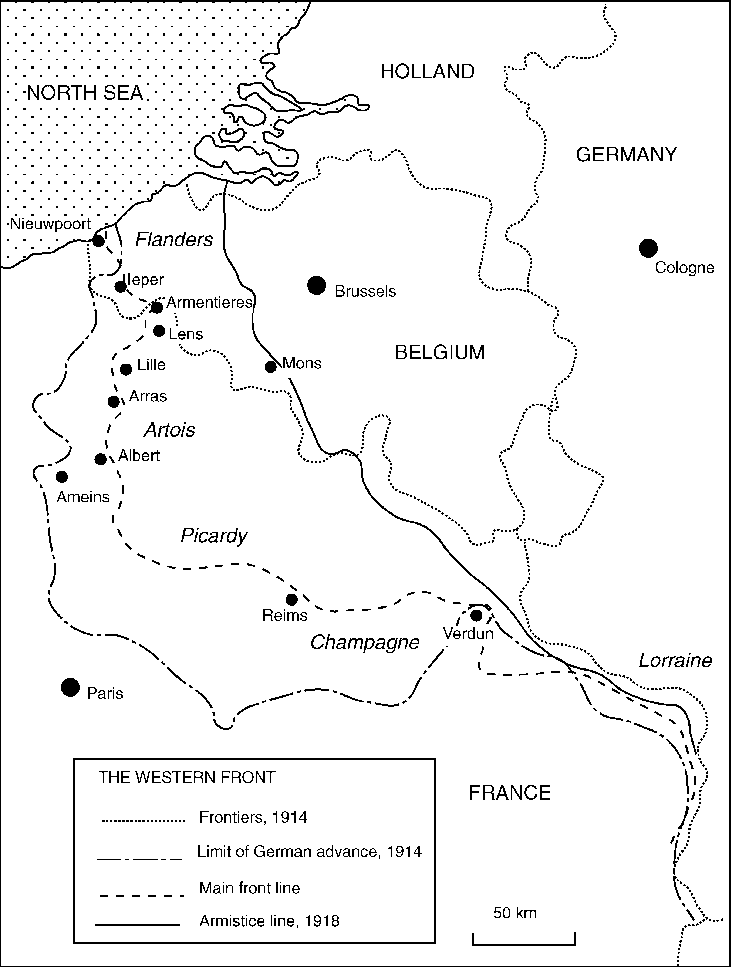 HOLLAND
NORTH SEA
GERMANY
Nieuwpoort
Flanders
Cologne
Ieper
Brussels
Armentieres
Lens
BELGIUM
Lille
Mons
Arras
Artois
Albert
Ameins
Picardy
Reims
Verdun
Champagne
Lorraine
Paris
THE WESTERN FRONT
Frontiers, 1914
Limit of German advance, 1914
Main front line
Armistice line, 1918
FRANCE
50 km